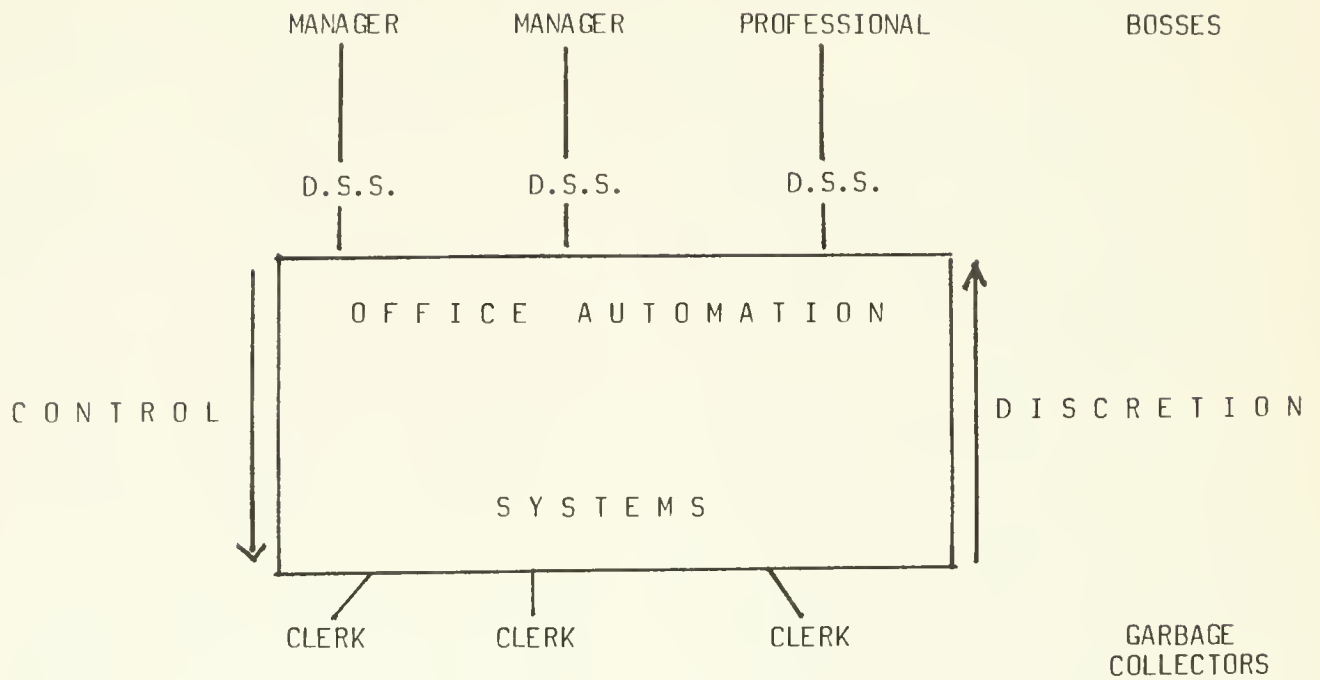 MANAGER MANAGER PROFESSIONAL BOSSES
D.S.S. D.S.S. D.S.S.
OFFICE AUTOMATION
CONTROL DISCRETION
SYSTEMS
CLERK CLERK CLERK GARBAGE
COLLECTORS